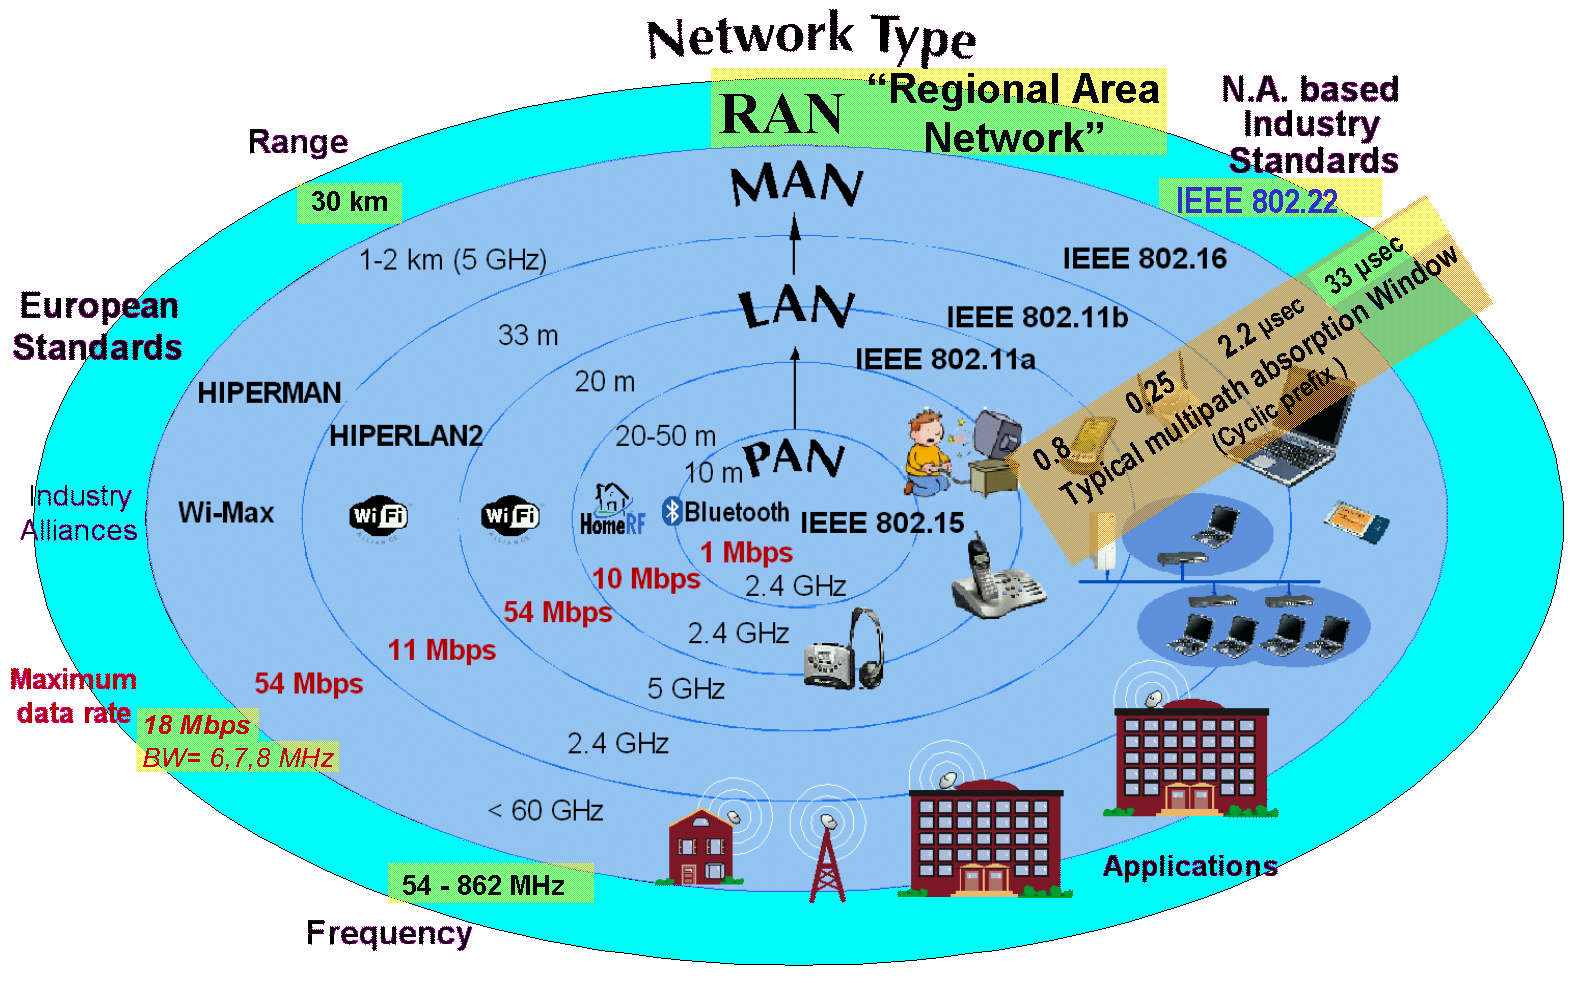 Network Type
RAN
“Regional Area
Network”
N.A. based
Industry
Standards
IEEE 802.22
Range
30 km
MAN
1-2 km (5 GHz)
IEEE 802.16
33 µsec
European
Standards
LAN
IEEE 802.11b
33 m
2.2 µsec
IEEE 802.11a
20 m
0.25
0.8
Typical multipath absorption Window
(Cyclic prefix )
HIPERMAN
HIPERLAN2
20-50 m
10 m
PAN
Industry
Alliances
Wi-Max
WiFi
ALLIANCE
WiFi
ALLIANCE
HomeRF
Bluetooth
IEEE 802.15
1 Mbps
10 Mbps
54 Mbps
11 Mbps
54 Mbps
2.4 GHz
2.4 GHz
5 GHz
2.4 GHz
< 60 GHz
Maximum
data rate
18 Mbps
BW= 6,7,8 MHz
54 - 862 MHz
Frequency
Applications